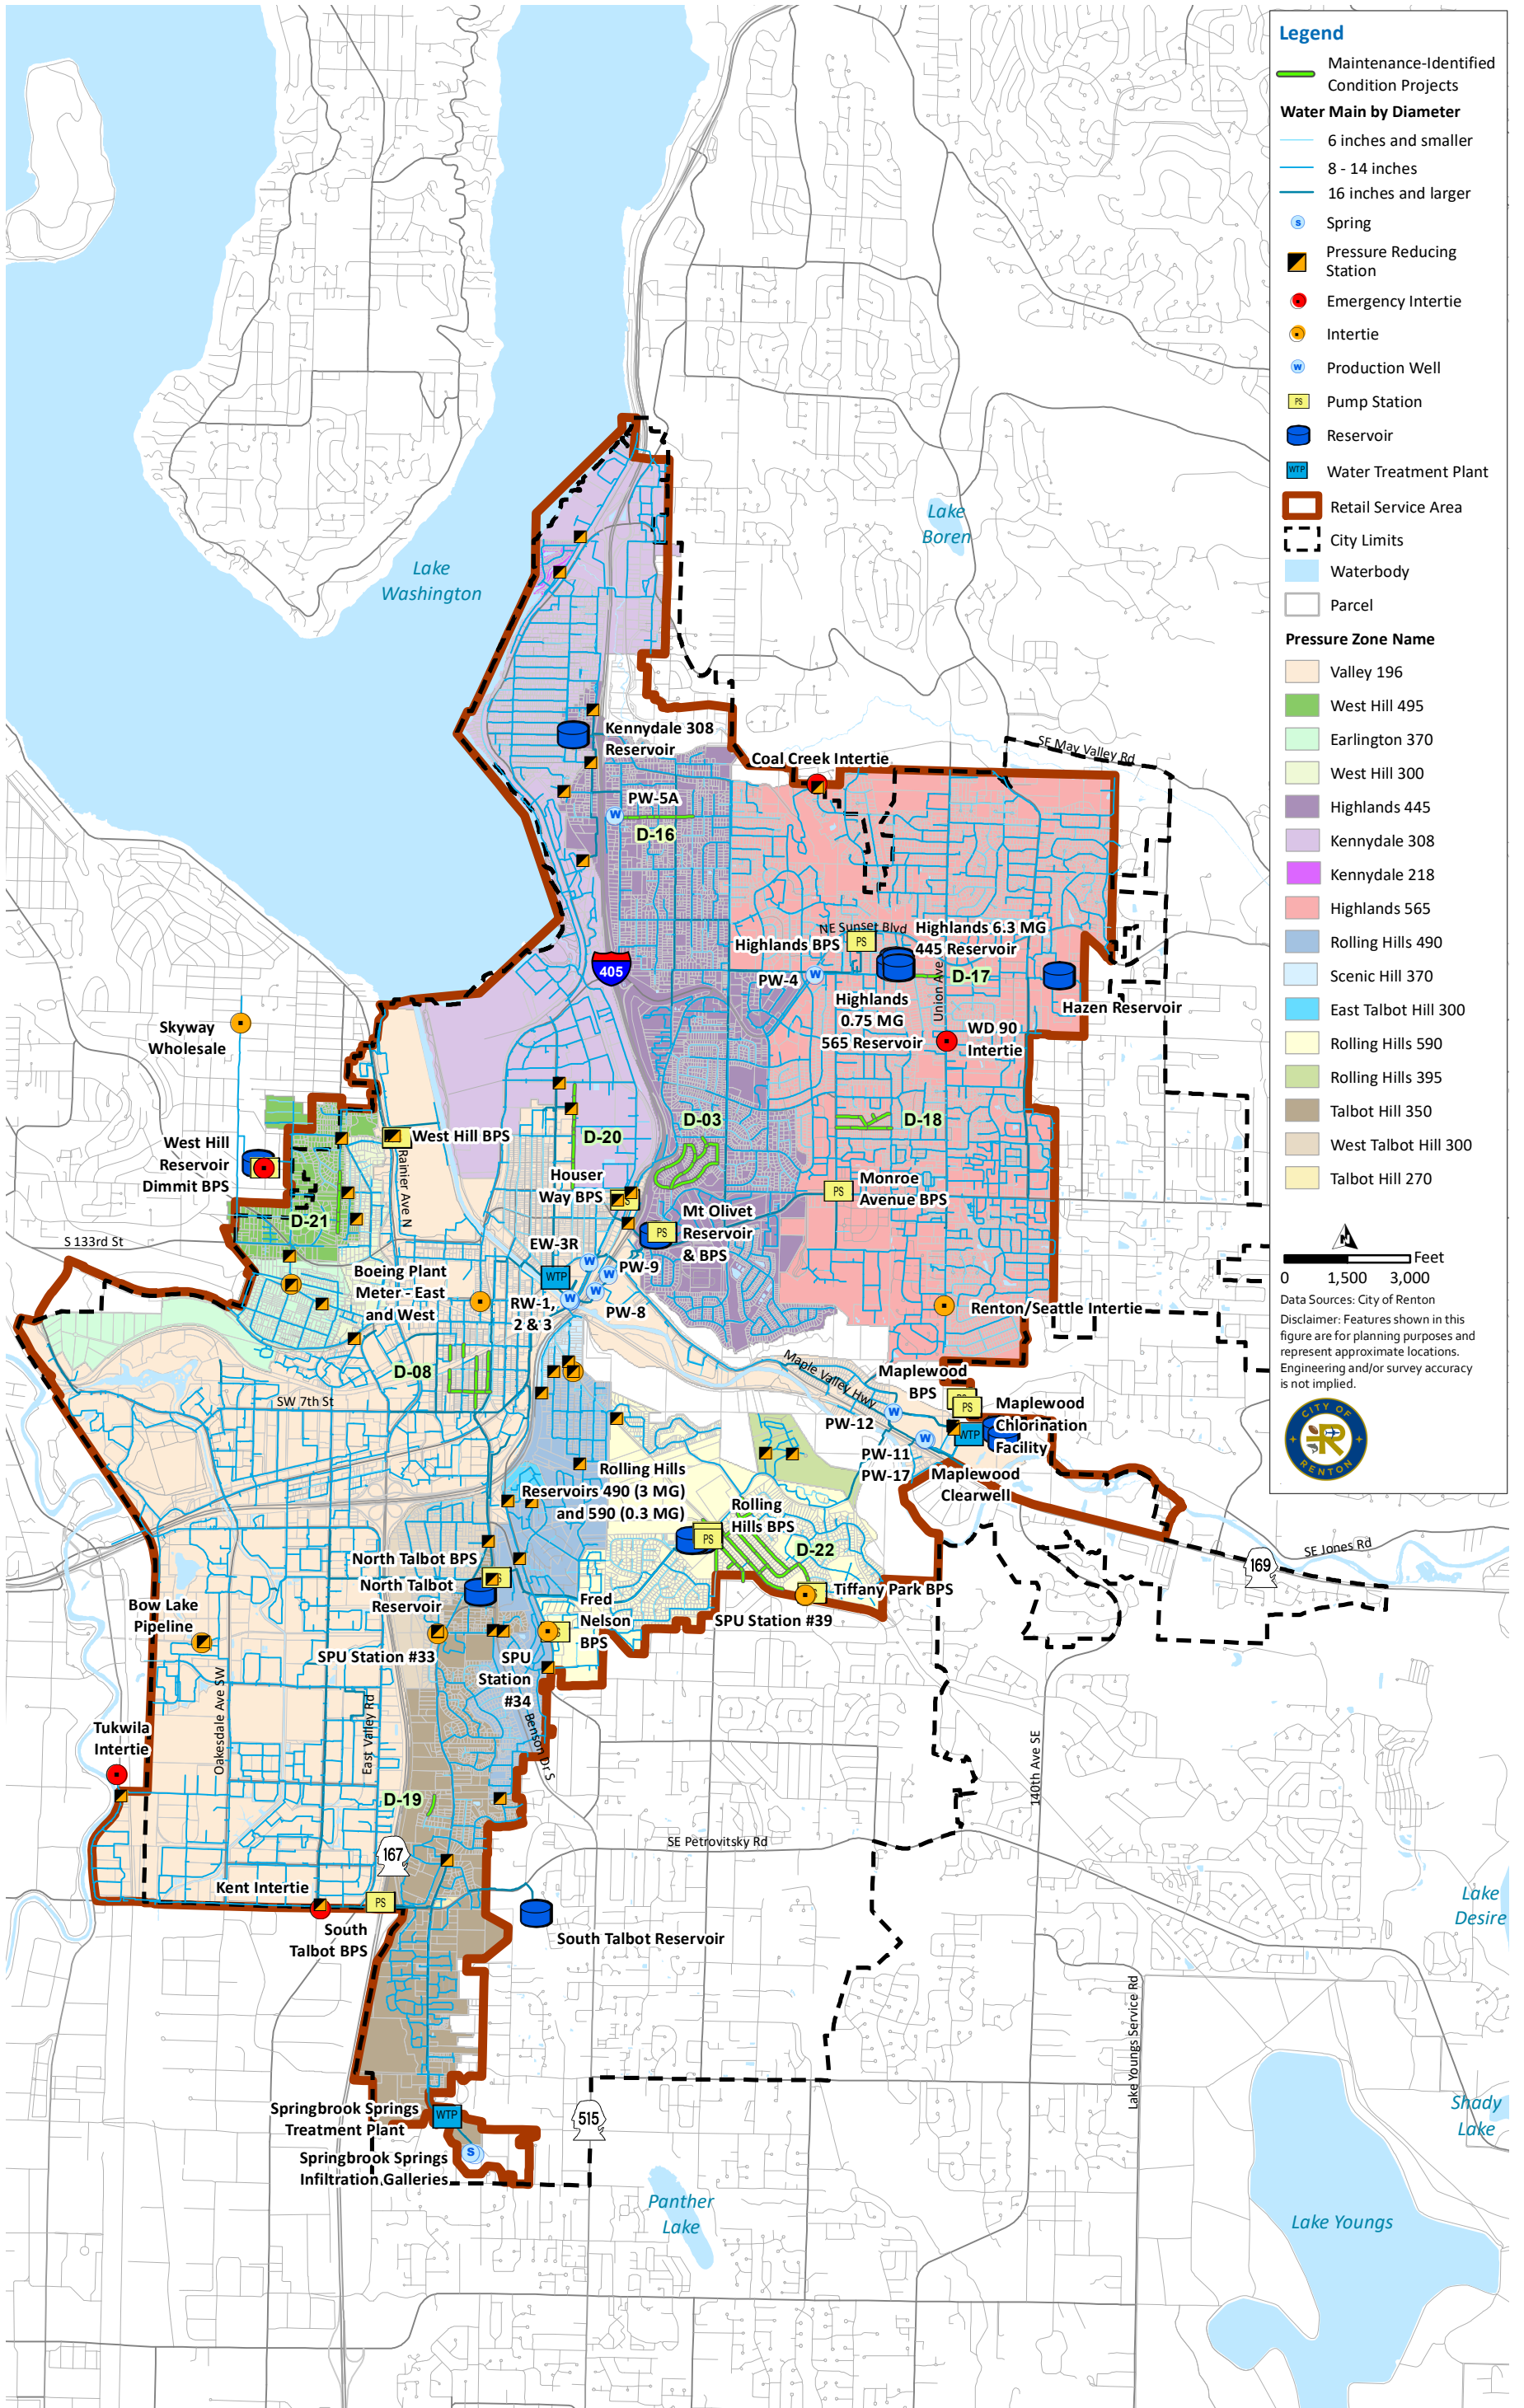 Legend
Maintenance-Identified
Condition Projects
Water Main by Diameter
6 inches and smaller
8 - 14 inches
16 inches and larger
S
Spring
Pressure Reducing
Station
Emergency Intertie
Intertie
W
Production Well
PS
Pump Station
Reservoir
WTP
Water Treatment Plant
Retail Service Area
City Limits
Waterbody
Parcel
Pressure Zone Name
Valley 196
West Hill 495
Earlington 370
West Hill 300
Highlands 445
Kennydale 308
Kennydale 218
Highlands 565
Rolling Hills 490
Scenic Hill 370
East Talbot Hill 300
Rolling Hills 590
Rolling Hills 395
Talbot Hill 350
West Talbot Hill 300
Talbot Hill 270
N
Feet
0 1,500 3,000
Data Sources: City of Renton
Disclaimer: Features shown in this
figure are for planning purposes and
represent approximate locations.
Engineering and/or survey accuracy
is not implied.
CITY OF
R
RENTON
Lake
Boren
Lake
Washington
Kennydale 308
Reservoir
Coal Creek Intertie
SE May Valley Rd
PW-5A
W
D-16
NE Sunset Blvd
Highlands BPS
PS
Highlands 6.3 MG
445 Reservoir
405
PW-4
W
D-17
Union Ave
Highlands
0.75 MG
565 Reservoir
Hazen Reservoir
Skyway
Wholesale
WD 90
Intertie
West Hill BPS
D-20
D-03
D-18
West Hill
Reservoir
Dimmit BPS
Rainier Ave N
Houser
Way BPS
PS
Monroe
Avenue BPS
D-21
S 133rd St
Mt Olivet
Reservoir
& BPS
PS
EW-3R
W
WTP
PW-9
W
Boeing Plant
Meter - East
and West
RW-1,
2 & 3
W
W
PW-8
Renton/Seattle Intertie
Maple Valley Hwy
D-08
SW 7th St
Maplewood
BPS
PS
PS
Maplewood
Chlorination
Facility
WTP
W
PW-12
W
PW-11
PW-17
Maplewood
Clearwell
Rolling Hills
Reservoirs 490 (3 MG)
and 590 (0.3 MG)
Rolling
Hills BPS
PS
D-22
SE Jones Rd
169
North Talbot BPS
North Talbot
Reservoir
Fred
Nelson
BPS
Tiffany Park BPS
SPU Station #39
Bow Lake
Pipeline
SPU Station #33
SPU
Station
#34
Oakesdale Ave SW
East Valley Rd
Benson Dr S
Tukwila
Intertie
140th Ave SE
D-19
167
SE Petrovitsky Rd
Kent Intertie
PS
South
Talbot BPS
South Talbot Reservoir
Lake
Desire
Lake Youngs Service Rd
Springbrook Springs
Treatment Plant
WTP
515
Shady
Lake
Springbrook Springs
Infiltration Galleries
S
Panther
Lake
Lake Youngs